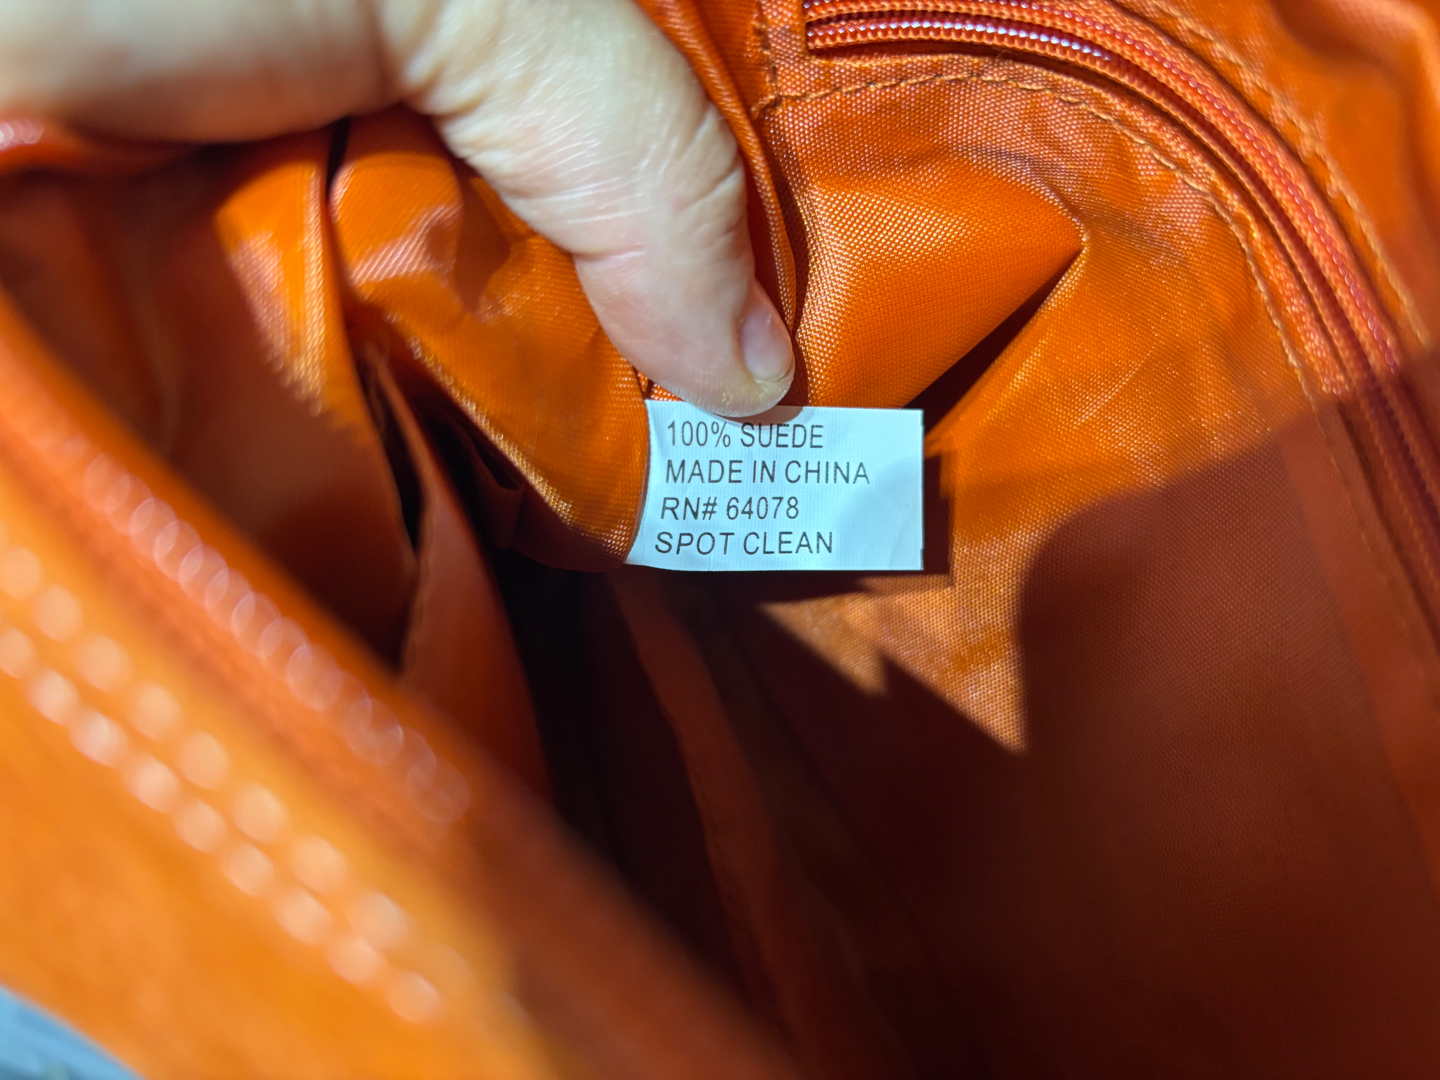 100% SUEDE
MADE IN CHINA
RN# 64078
SPOT CLEAN